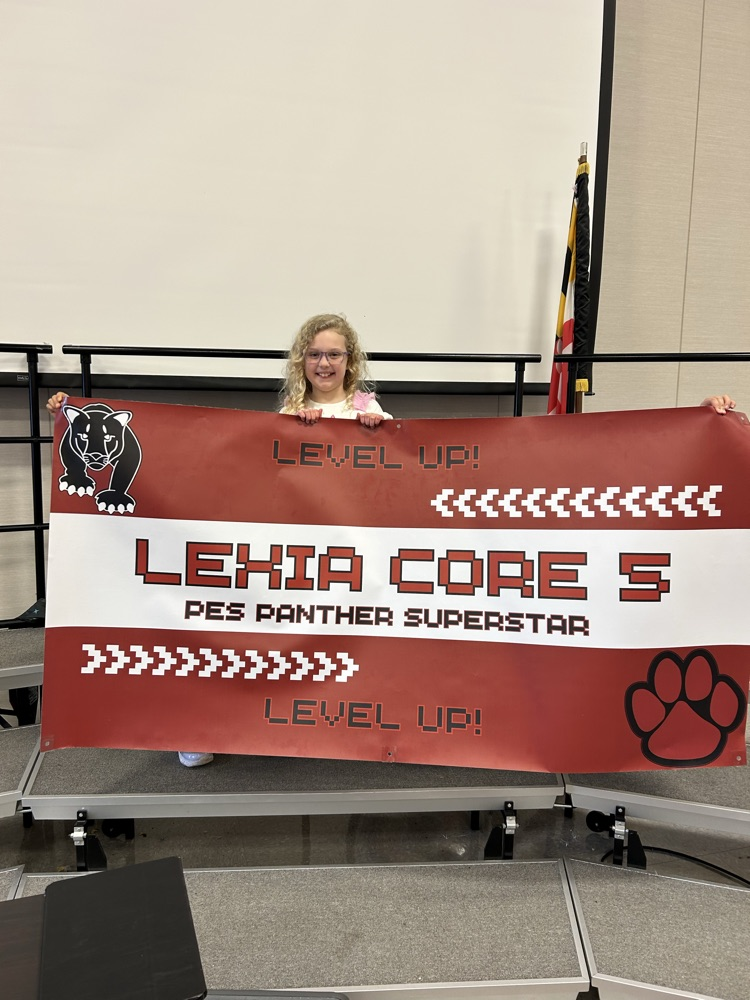 LEVEL UP!
LEXIA CORE 5
PES PANTHER SUPERSTAR
LEVEL UP!